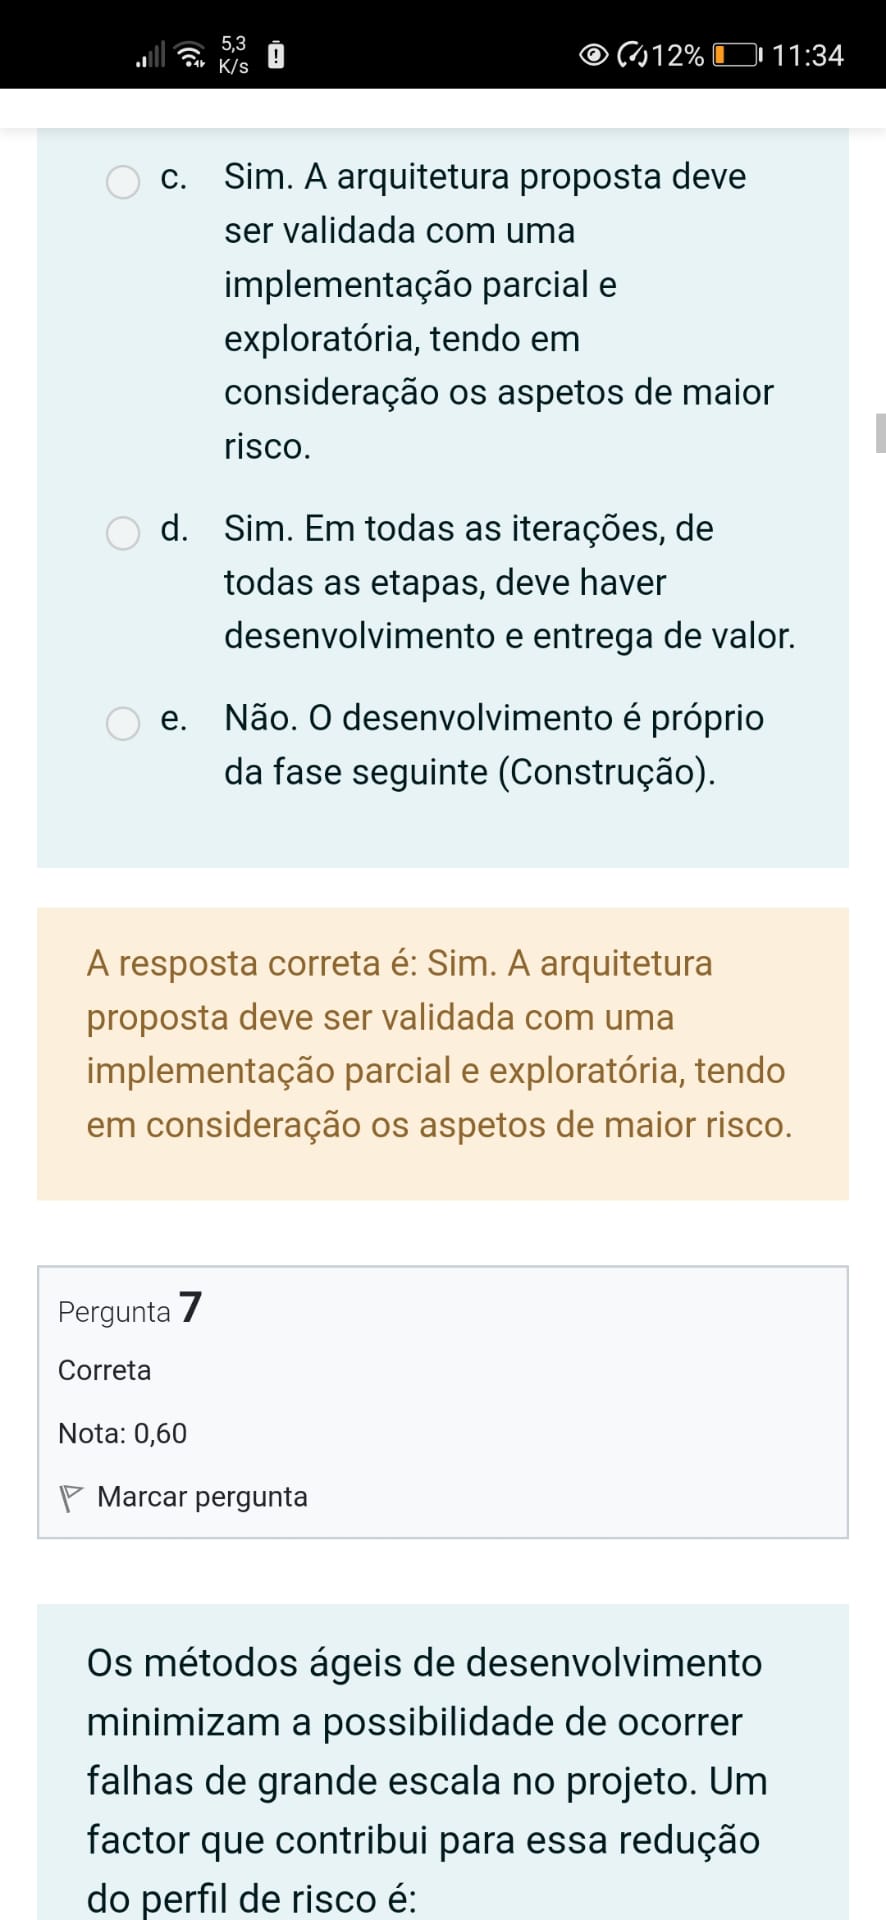 5,3
K/s
12%
11:34
c. Sim. A arquitetura proposta deve
ser validada com uma
implementação parcial e
exploratória, tendo em
consideração os aspetos de maior
risco.
d. Sim. Em todas as iterações, de
todas as etapas, deve haver
desenvolvimento e entrega de valor.
e. Não. O desenvolvimento é próprio
da fase seguinte (Construção).
A resposta correta é: Sim. A arquitetura
proposta deve ser validada com uma
implementação parcial e exploratória, tendo
em consideração os aspetos de maior risco.
Pergunta 7
Correta
Nota: 0,60
Marcar pergunta
Os métodos ágeis de desenvolvimento
minimizam a possibilidade de ocorrer
falhas de grande escala no projeto. Um
factor que contribui para essa redução
do perfil de risco é: